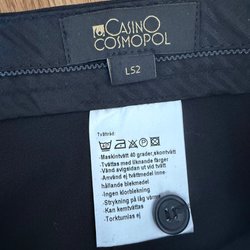 CASINO
COSMOPOL
L52
Tvättråd
-Maskintvätt 40 grader,skontvätt
-Tvättas med liknande färger
-Vänd avigsidan ut vid tvätt
-Använd ej tvättmedel inne-
hållande blekmedel
-Ingen klorblekning
-Strykning på låg värme
-Kan kemtvättas
-Torktumlas ej